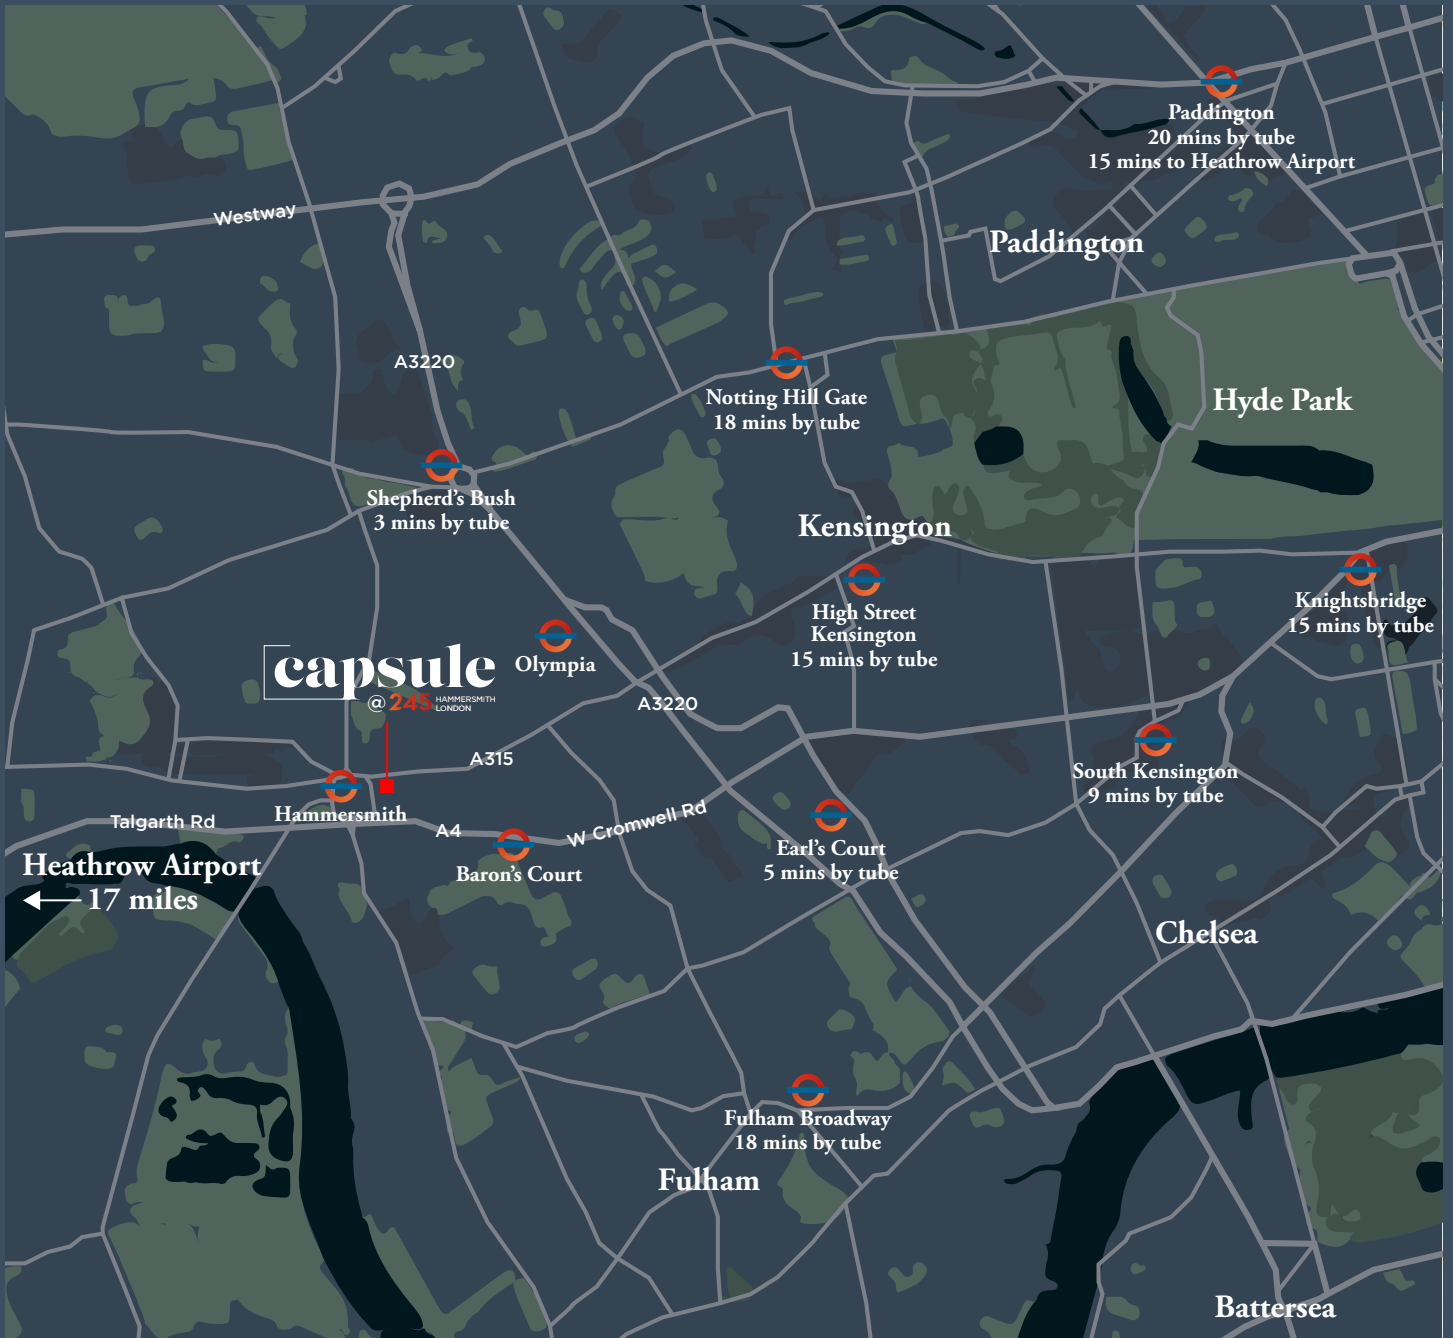 Paddington
20 mins by tube
15 mins to Heathrow Airport
Westway
Paddington
A3220
Notting Hill Gate
18 mins by tube
Hyde Park
Shepherd's Bush
3 mins by tube
Kensington
High Street
Kensington
15 mins by tube
Knightsbridge
15 mins by tube
capsule
@ 245 HAMMERSMITH
LONDON
Olympia
A3220
A315
South Kensington
9 mins by tube
Hammersmith
Talgarth Rd
A4
W Cromwell Rd
Earl's Court
5 mins by tube
Baron's Court
Heathrow Airport
17 miles
Chelsea
Fulham Broadway
18 mins by tube
Fulham
Battersea